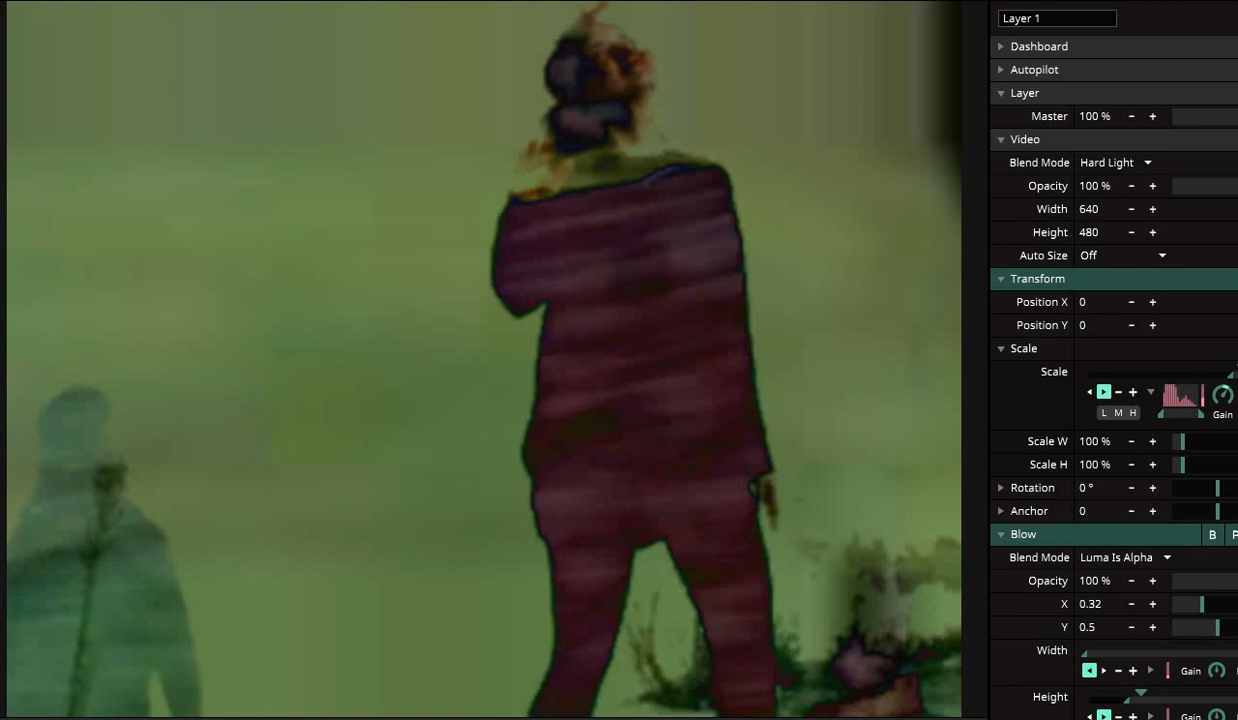 Layer 1
Dashboard
Autopilot
Layer
Master 100 % - +
Video
Blend Mode Hard Light
Opacity 100 % - +
Width 640 - +
Height 480 - +
Auto Size Off
Transform
Position X 0 - +
Position Y 0 - +
Scale
Scale
- +
L M H Gain
Scale W 100 % - +
Scale H 100 % - +
Rotation 0 ° - +
Anchor 0 - +
Blow B P
Blend Mode Luma Is Alpha
Opacity 100 % - +
X 0.32 - +
Y 0.5 - +
Width
- + Gain
Height
- + Gain